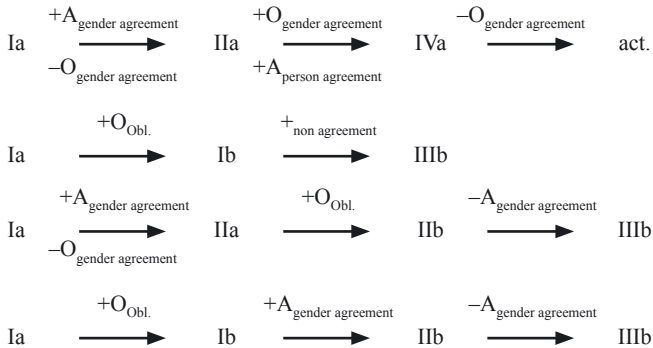 +A gender agreement +O gender agreement –O gender agreement
Ia IIa IVa act.
–O gender agreement +A person agreement
+O Obl. + non agreement
Ia Ib IIIb
+A gender agreement +O Obl. –A gender agreement
Ia IIa IIb IIIb
–O gender agreement
+O Obl. +A gender agreement –A gender agreement
Ia Ib IIb IIIb